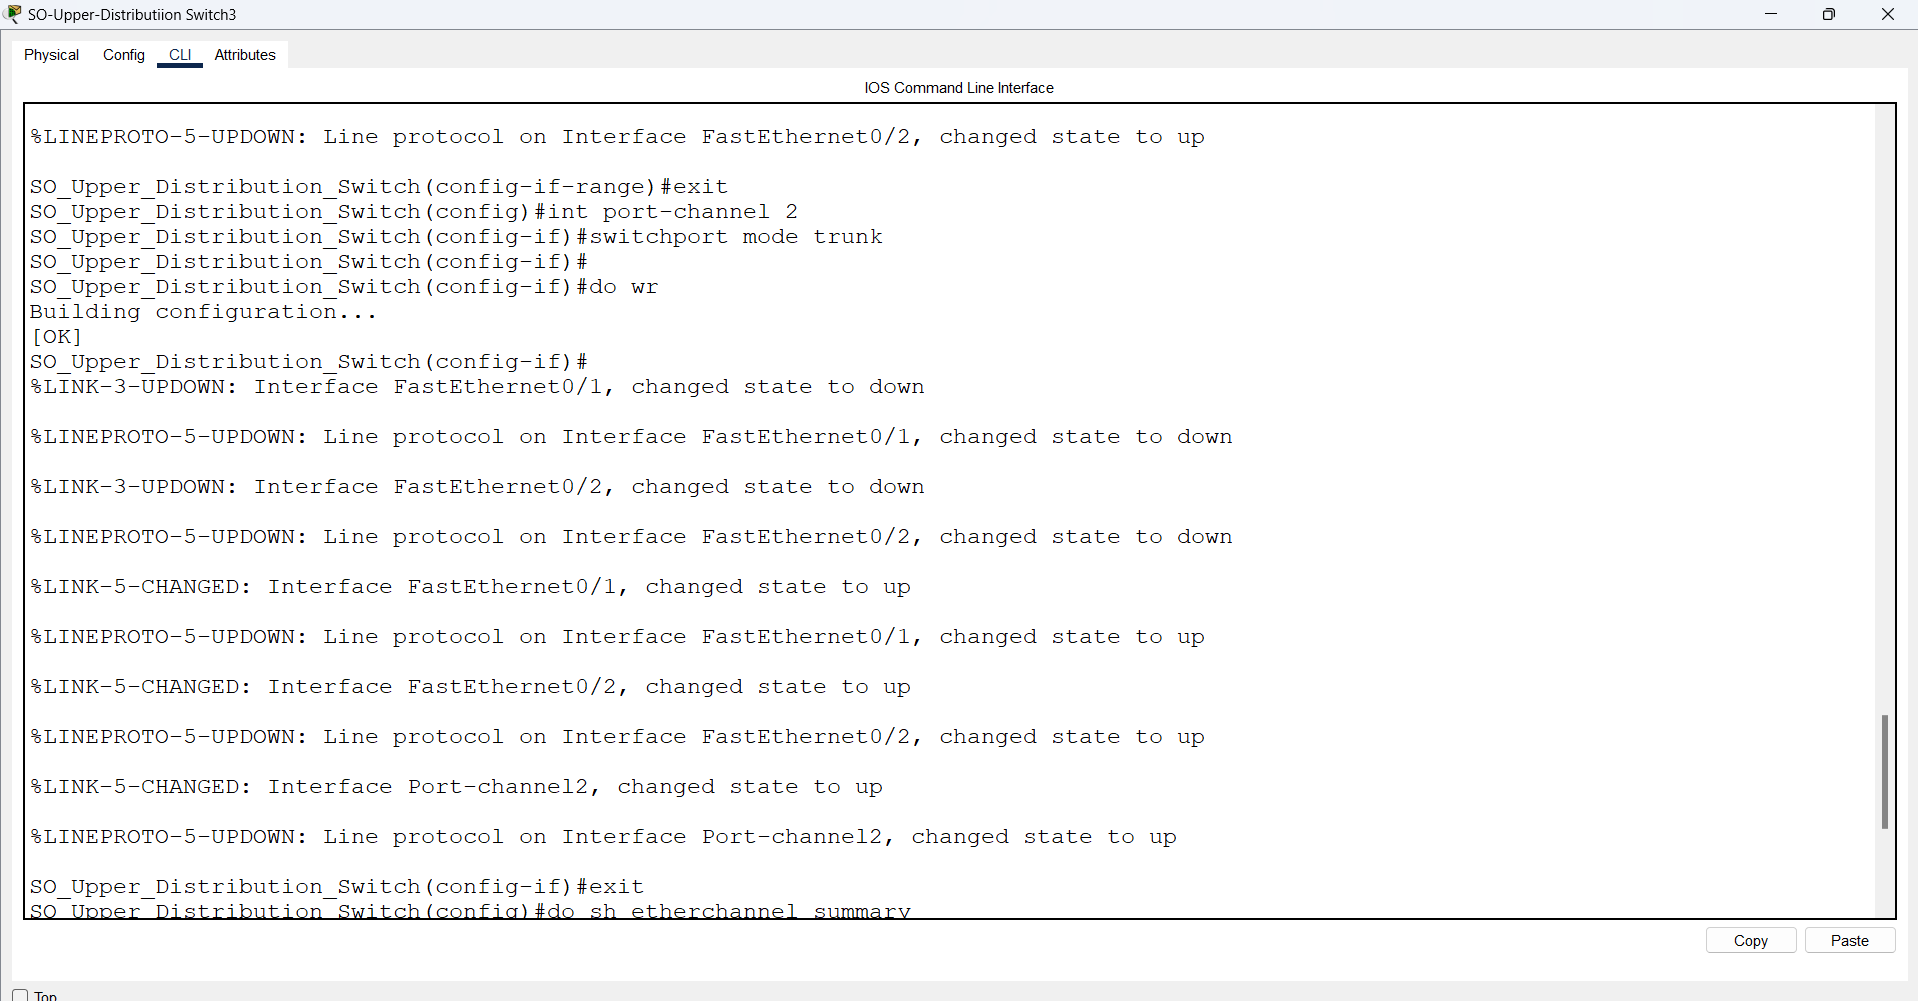 SO-Upper-Distributiion Switch3
Physical Config CLI Attributes
IOS Command Line Interface
%LINEPROTO-5-UPDOWN: Line protocol on Interface FastEthernet0/2, changed state to up
SO_Upper_Distribution_Switch(config-if-range)#exit
SO_Upper_Distribution_Switch(config)#int port-channel 2
SO_Upper_Distribution_Switch(config-if)#switchport mode trunk
SO_Upper_Distribution_Switch(config-if)#
SO_Upper_Distribution_Switch(config-if)#do wr
Building configuration...
[OK]
SO_Upper_Distribution_Switch(config-if)#
%LINK-3-UPDOWN: Interface FastEthernet0/1, changed state to down
%LINEPROTO-5-UPDOWN: Line protocol on Interface FastEthernet0/1, changed state to down
%LINK-3-UPDOWN: Interface FastEthernet0/2, changed state to down
%LINEPROTO-5-UPDOWN: Line protocol on Interface FastEthernet0/2, changed state to down
%LINK-5-CHANGED: Interface FastEthernet0/1, changed state to up
%LINEPROTO-5-UPDOWN: Line protocol on Interface FastEthernet0/1, changed state to up
%LINK-5-CHANGED: Interface FastEthernet0/2, changed state to up
%LINEPROTO-5-UPDOWN: Line protocol on Interface FastEthernet0/2, changed state to up
%LINK-5-CHANGED: Interface Port-channel2, changed state to up
%LINEPROTO-5-UPDOWN: Line protocol on Interface Port-channel2, changed state to up
SO_Upper_Distribution_Switch(config-if)#exit
SO_Upper_Distribution_Switch(config)#do sh etherchannel summary
Copy Paste
Top